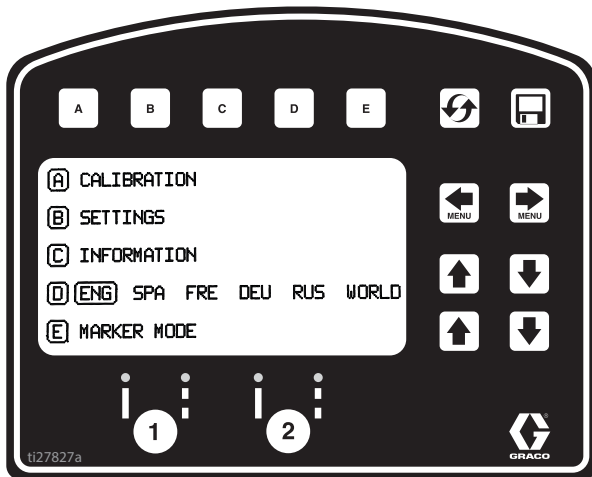 A B C D E
A CALIBRATION
B SETTINGS
C INFORMATION
D ENG SPA FRE DEU RUS WORLD
E MARKER MODE
MENU MENU
1 2
ti27827a
GRACO